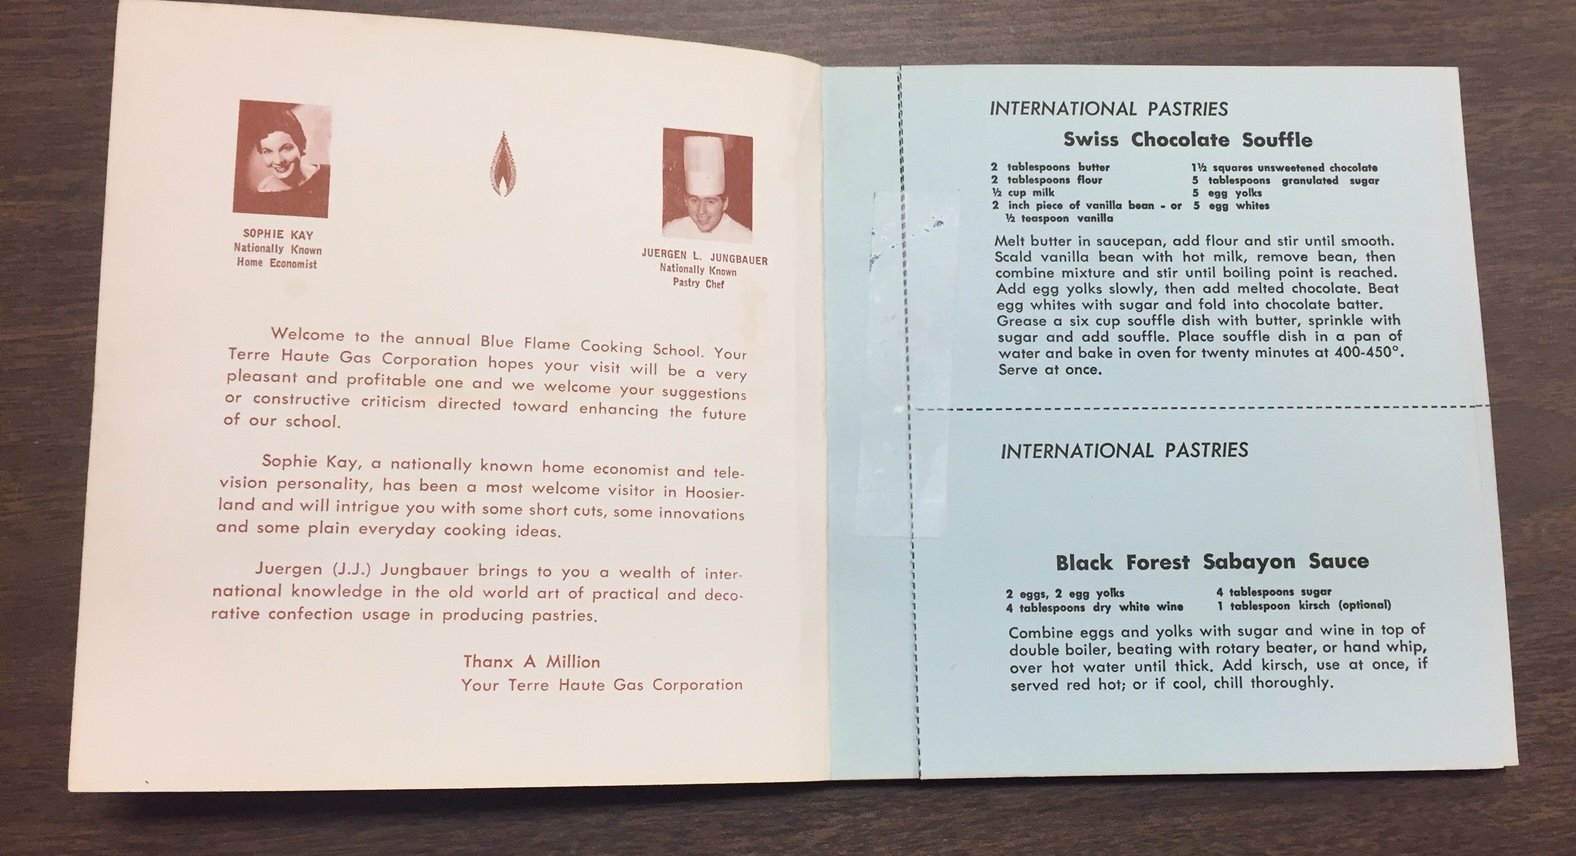 SOPHIE KAY
Nationally Known
Home Economist
JUERGEN L. JUNGBAUER
Nationally Known
Pastry Chef
Welcome to the annual Blue Flame Cooking School. Your
Terre Haute Gas Corporation hopes your visit will be a very
pleasant and profitable one and we welcome your suggestions
or constructive criticism directed toward enhancing the future
of our school.
Sophie Kay, a nationally known home economist and tele-
vision personality, has been a most welcome visitor in Hoosier-
land and will intrigue you with some short cuts, some innovations
and some plain everyday cooking ideas.
Juergen (J.J.) Jungbauer brings to you a wealth of inter-
national knowledge in the old world art of practical and deco-
rative confection usage in producing pastries.
Thanx A Million
Your Terre Haute Gas Corporation
INTERNATIONAL PASTRIES
Swiss Chocolate Souffle
2 tablespoons butter
2 tablespoons flour
½ cup milk
2 inch piece of vanilla bean - or
½ teaspoon vanilla
1½ squares unsweetened chocolate
5 tablespoons granulated sugar
5 egg yolks
5 egg whites
Melt butter in saucepan, add flour and stir until smooth.
Scald vanilla bean with hot milk, remove bean, then
combine mixture and stir until boiling point is reached.
Add egg yolks slowly, then add melted chocolate. Beat
egg whites with sugar and fold into chocolate batter.
Grease a six cup souffle dish with butter, sprinkle with
sugar and add souffle. Place souffle dish in a pan of
water and bake in oven for twenty minutes at 400-450°.
Serve at once.
INTERNATIONAL PASTRIES
Black Forest Sabayon Sauce
2 eggs, 2 egg yolks
4 tablespoons dry white wine
4 tablespoons sugar
1 tablespoon kirsch (optional)
Combine eggs and yolks with sugar and wine in top of
double boiler, beating with rotary beater, or hand whip,
over hot water until thick. Add kirsch, use at once, if
served red hot; or if cool, chill thoroughly.